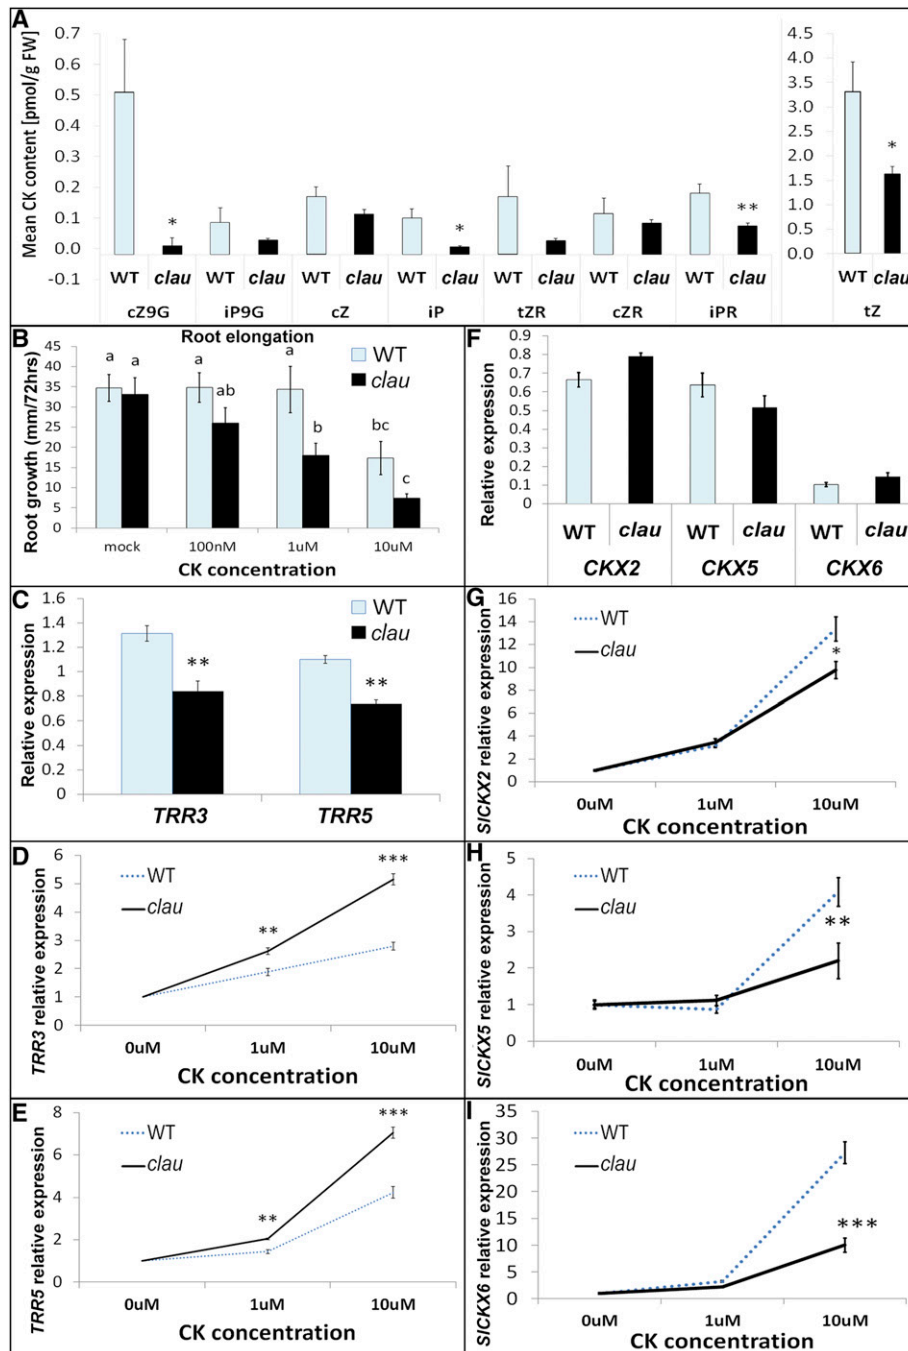 A
Mean CK content [pmol/g FW]
0.7
0.5
0.4
0.3
0.2
0.1
0.0
-0.1
*
*
**
WT clau WT clau WT clau WT clau WT clau WT clau WT clau
cZ9G iP9G cZ iP tZR cZR iPR
4.5
4.0
3.5
3.0
2.5
2.0
1.5
1.0
0.5
0.0
*
WT clau
tZ
B
Root elongation
Root growth (mm/72hrs)
45
40
35
30
25
20
15
10
5
0
a a a ab a b bc c
WT
clau
mock 100nM 1uM 10uM
CK concentration
C
Relative expression
1.6
1.4
1.2
1
0.8
0.6
0.4
0.2
0
** **
WT
clau
TRR3 TRR5
D
TRR3 relative expression
6
5
4
3
2
1
0
WT
clau
** ***
0uM 1uM 10uM
CK concentration
E
TRR5 relative expression
8
6
4
2
0
WT
clau
** ***
0uM 1uM 10uM
CK concentration
F
Relative expression
0.9
0.8
0.7
0.6
0.5
0.4
0.3
0.2
0.1
0
WT clau WT clau WT clau
CKX2 CKX5 CKX6
G
SlCKX2 relative expression
16
14
12
10
8
6
4
2
0
WT
clau
*
0uM 1uM 10uM
CK concentration
H
SlCKX5 relative expression
5
4
3
2
1
0
WT
clau
**
0uM 1uM 10uM
CK concentration
I
SlCKX6 relative expression
35
30
25
20
15
10
5
0
WT
clau
***
0uM 1uM 10uM
CK concentration